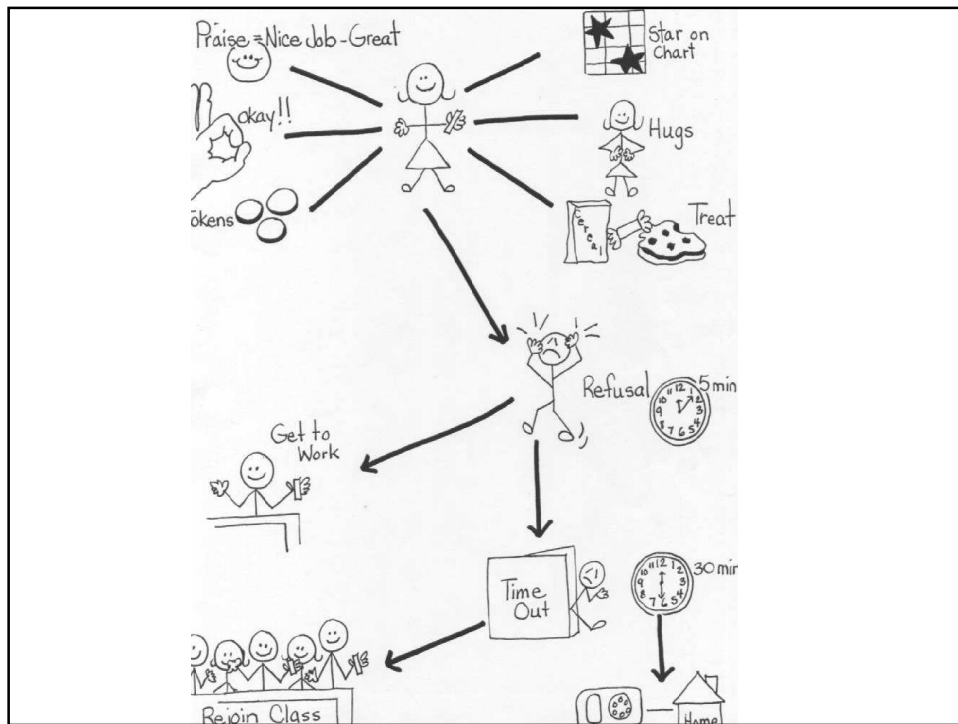 Praise = Nice Job - Great
Star on
Chart
Okay!!
Hugs
Tokens
Cereal
Treat
Refusal
5 min
Get to
Work
Time
Out
30 min
Rejoin Class
Home